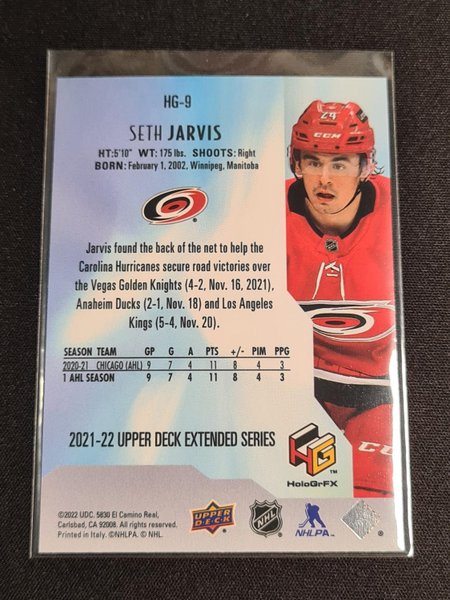 HG-9
SETH JARVIS
HT:5'10" WT: 175 lbs. SHOOTS: Right
BORN: February 1, 2002, Winnipeg, Manitoba
24
CCM
Jarvis found the back of the net to help the
Carolina Hurricanes secure road victories over
the Vegas Golden Knights (4-2, Nov. 16, 2021),
Anaheim Ducks (2-1, Nov. 18) and Los Angeles
Kings (5-4, Nov. 20).
SEASON TEAM GP G A PTS +/- PIM PPG
2020-21 CHICAGO (AHL) 9 7 4 11 8 4 3
1 AHL SEASON 9 7 4 11 8 4 3
2021-22 UPPER DECK EXTENDED SERIES
HG TM
HoloGrFX
©2022 UDC. 5830 El Camino Real,
Carlsbad, CA 92008. All rights reserved.
Printed in Italy. ©NHLPA. © NHL.
UPPER DECK
NHL
NHLPA
®